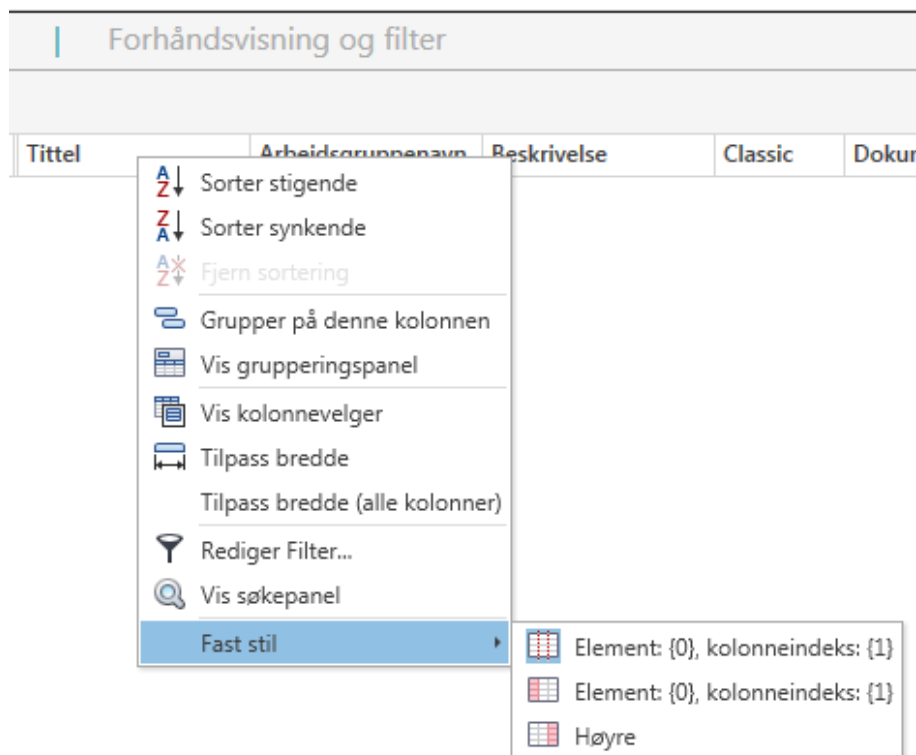 Forhåndsvisning og filter
Tittel Arbeidsgruppenavn Beskrivelse Classic Dokum
Sorter stigende
Sorter synkende
Fjern sortering
Grupper på denne kolonnen
Vis grupperingspanel
Vis kolonnevelger
Tilpass bredde
Tilpass bredde (alle kolonner)
Rediger Filter...
Vis søkepanel
Fast stil
Element: {0}, kolonneindeks: {1}
Element: {0}, kolonneindeks: {1}
Høyre